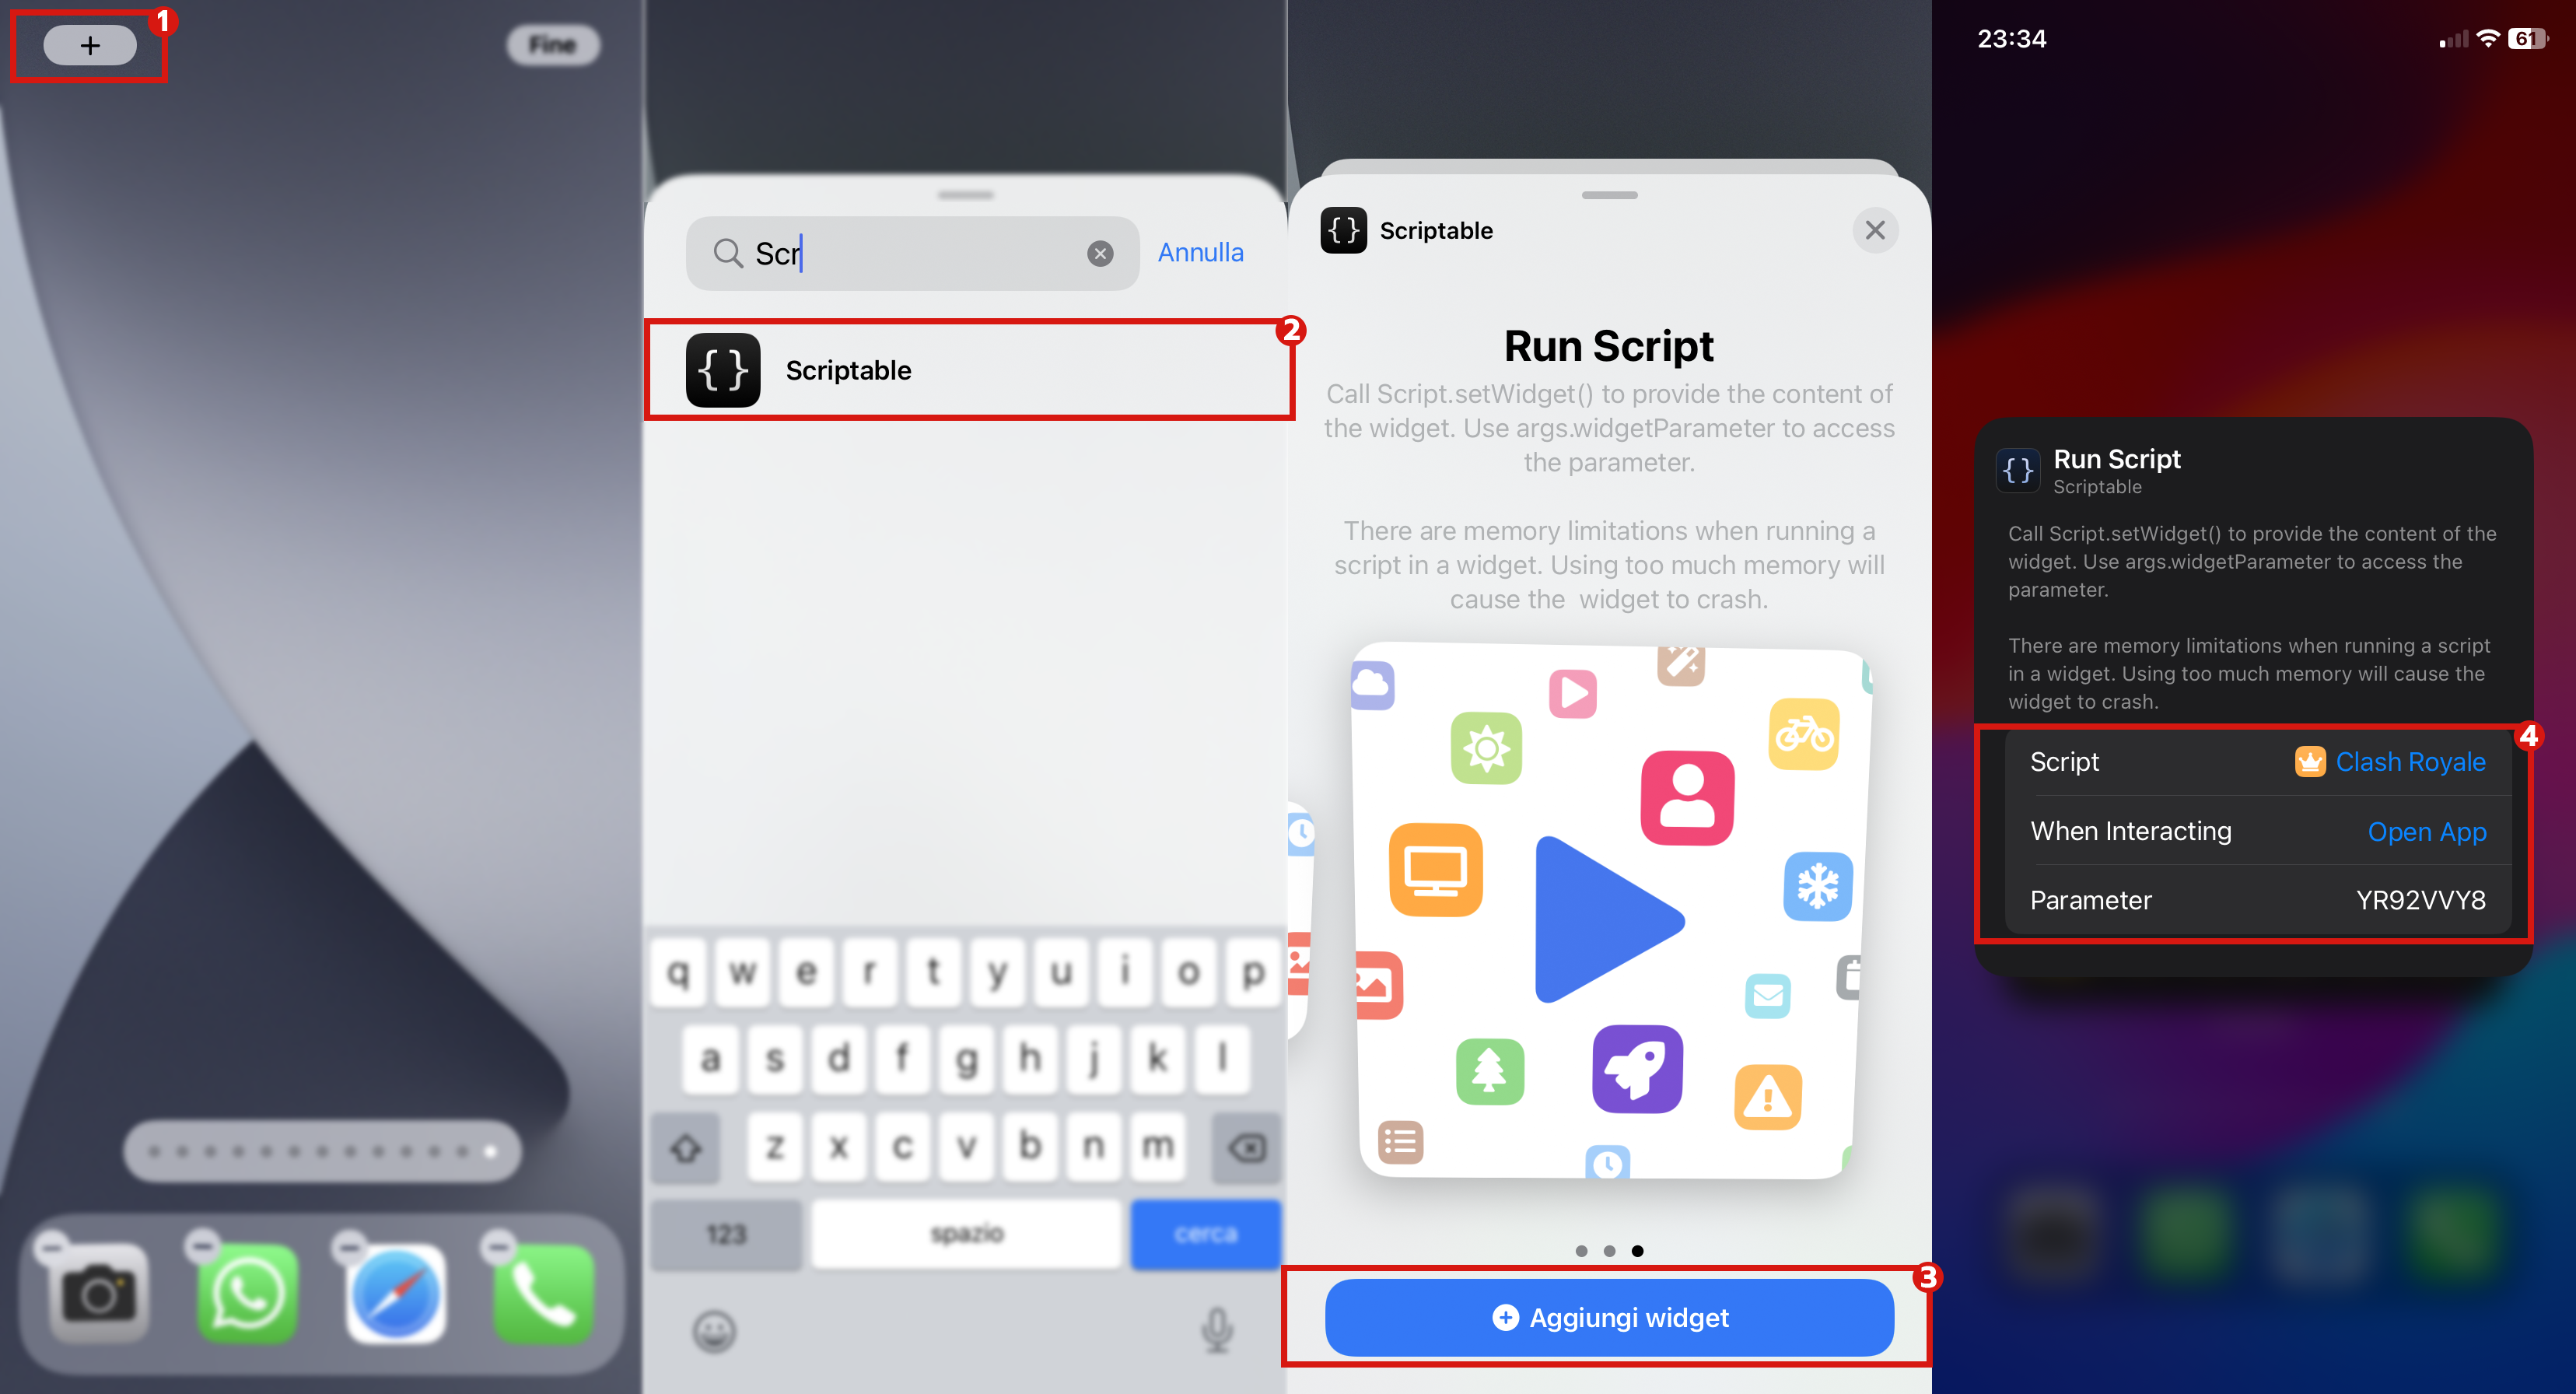 +
1
Fine
Scr
Annulla
2
{} Scriptable
q w e r t y u i o p
a s d f g h j k l
z x c v b n m
123 spazio cerca
{} Scriptable
Run Script
Call Script.setWidget() to provide the content of
the widget. Use args.widgetParameter to access
the parameter.
There are memory limitations when running a
script in a widget. Using too much memory will
cause the  widget to crash.
3
Aggiungi widget
23:34
61
{} Run Script
Scriptable
Call Script.setWidget() to provide the content of the
widget. Use args.widgetParameter to access the
parameter.
There are memory limitations when running a script
in a widget. Using too much memory will cause the
widget to crash.
4
Script Clash Royale
When Interacting Open App
Parameter YR92VVY8